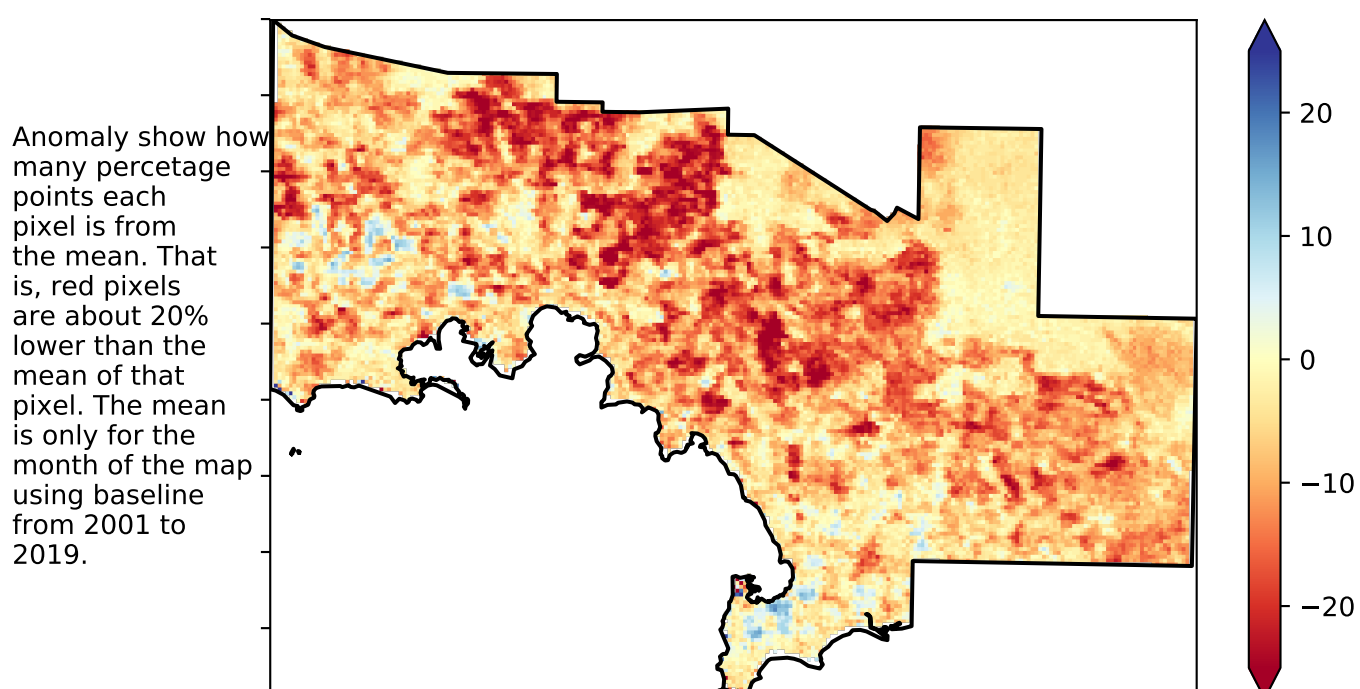 Anomaly show how
many percetage
points each
pixel is from
the mean. That
is, red pixels
are about 20%
lower than the
mean of that
pixel. The mean
is only for the
month of the map
using baseline
from 2001 to
2019.
20
10
0
−10
−20